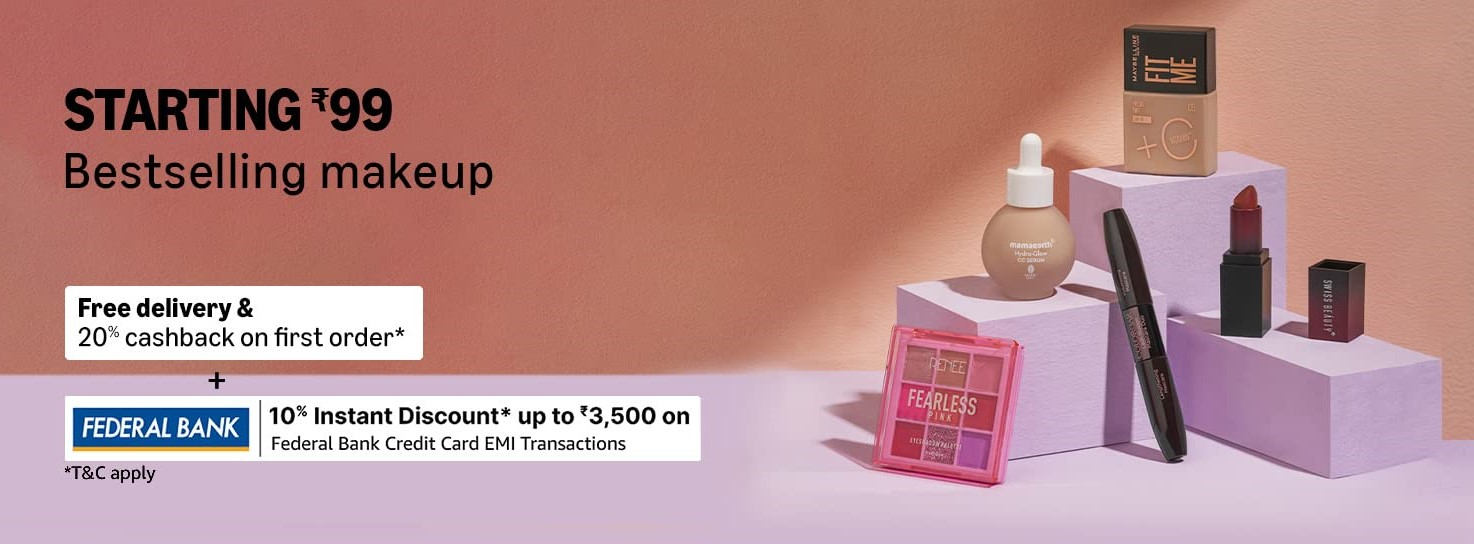 STARTING ₹99
Bestselling makeup
Free delivery &
20% cashback on first order*
+
FEDERAL BANK
10% Instant Discount* up to ₹3,500 on
Federal Bank Credit Card EMI Transactions
*T&C apply
MAYBELLINE
FIT
ME
+C
mamaearth
Hydra-Glow
CC SERUM
RENEE
FEARLESS
PINK
EYESHADOW PALETTE
SWISS BEAUTY